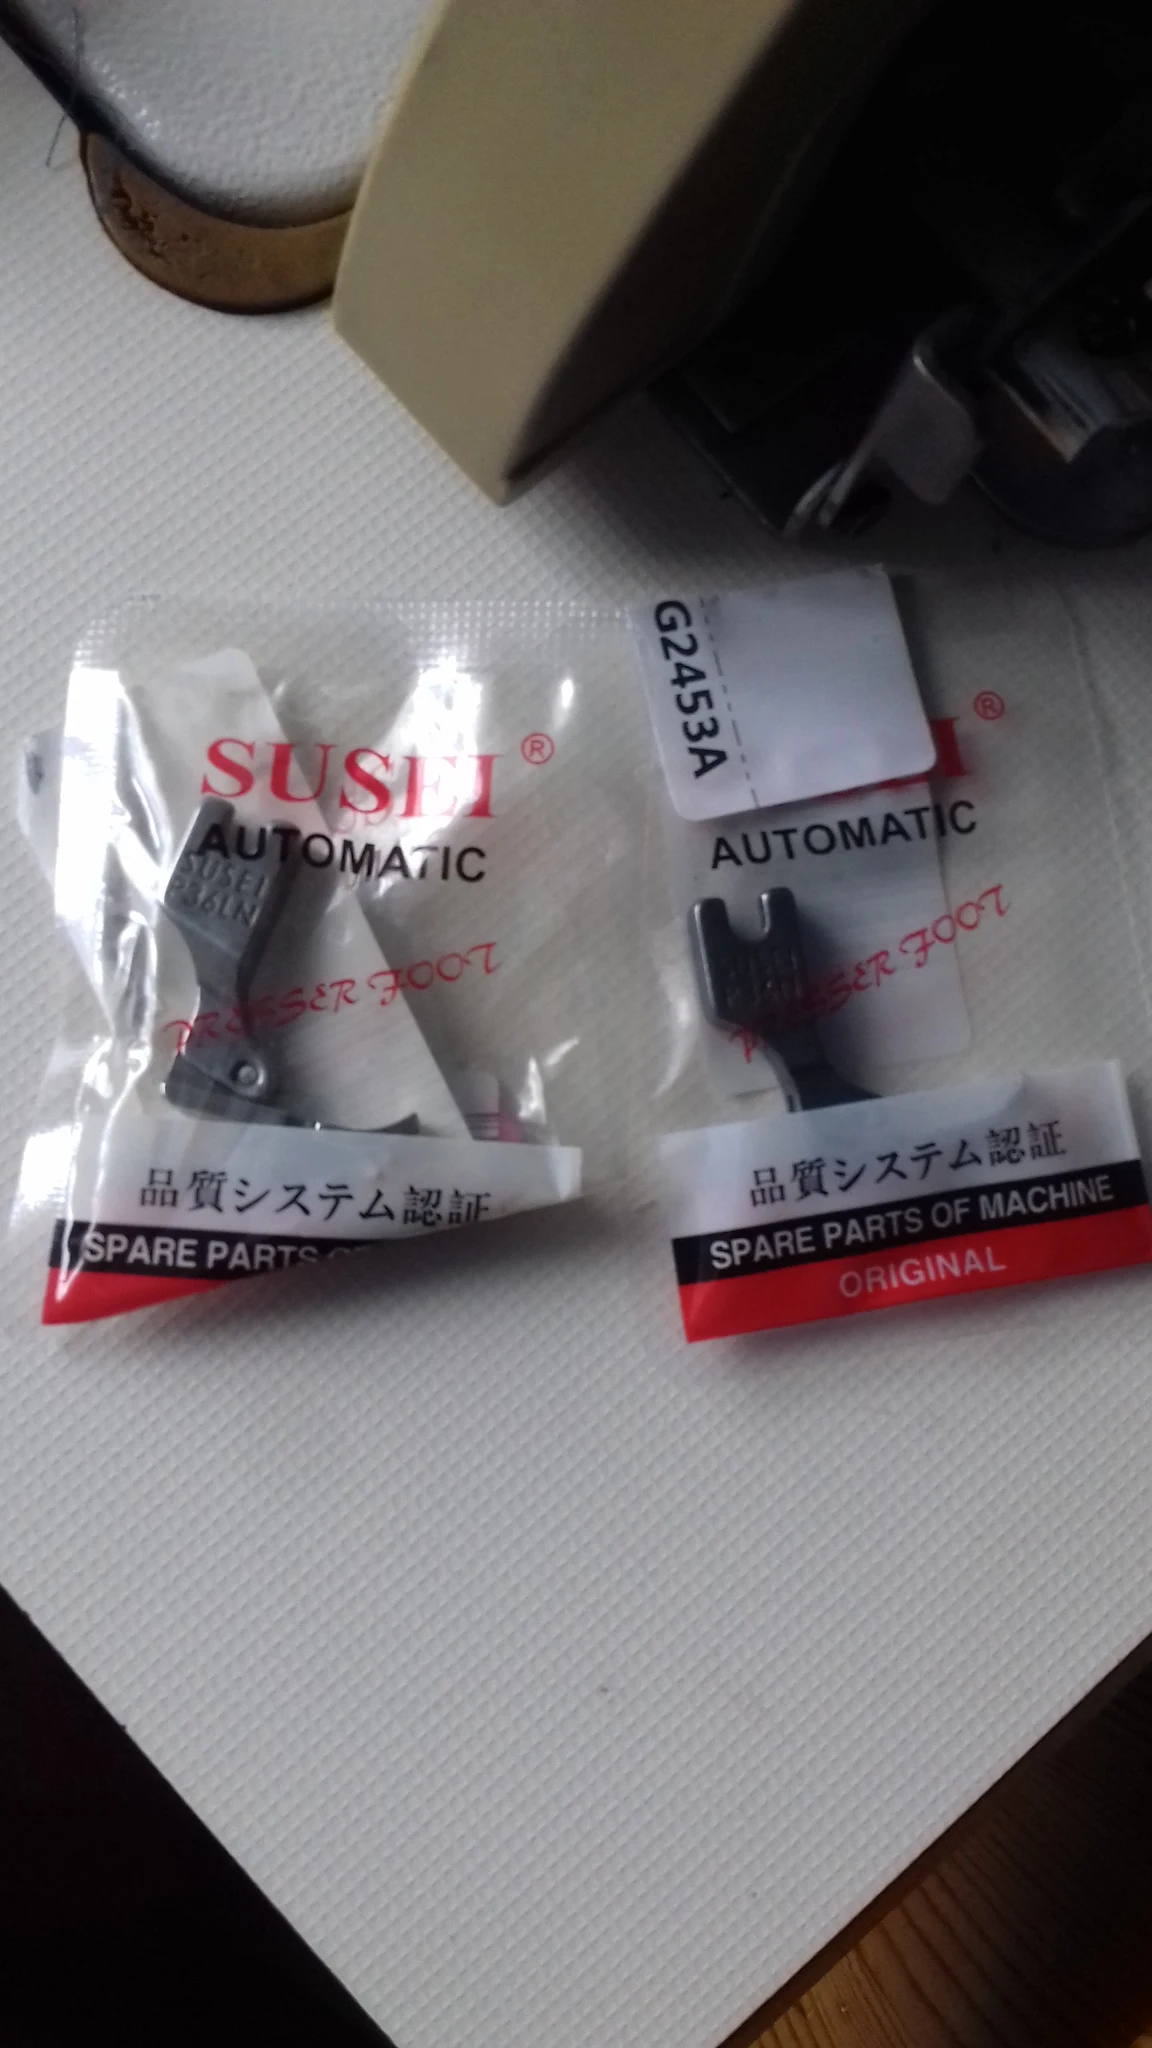 SUSEI®
AUTOMATIC
SUSEI
P36LN
PRESSER FOOT
品質システム認証
SPARE PARTS
G2453A
I®
AUTOMATIC
SUSEI
PRESSER FOOT
品質システム認証
SPARE PARTS OF MACHINE
ORIGINAL